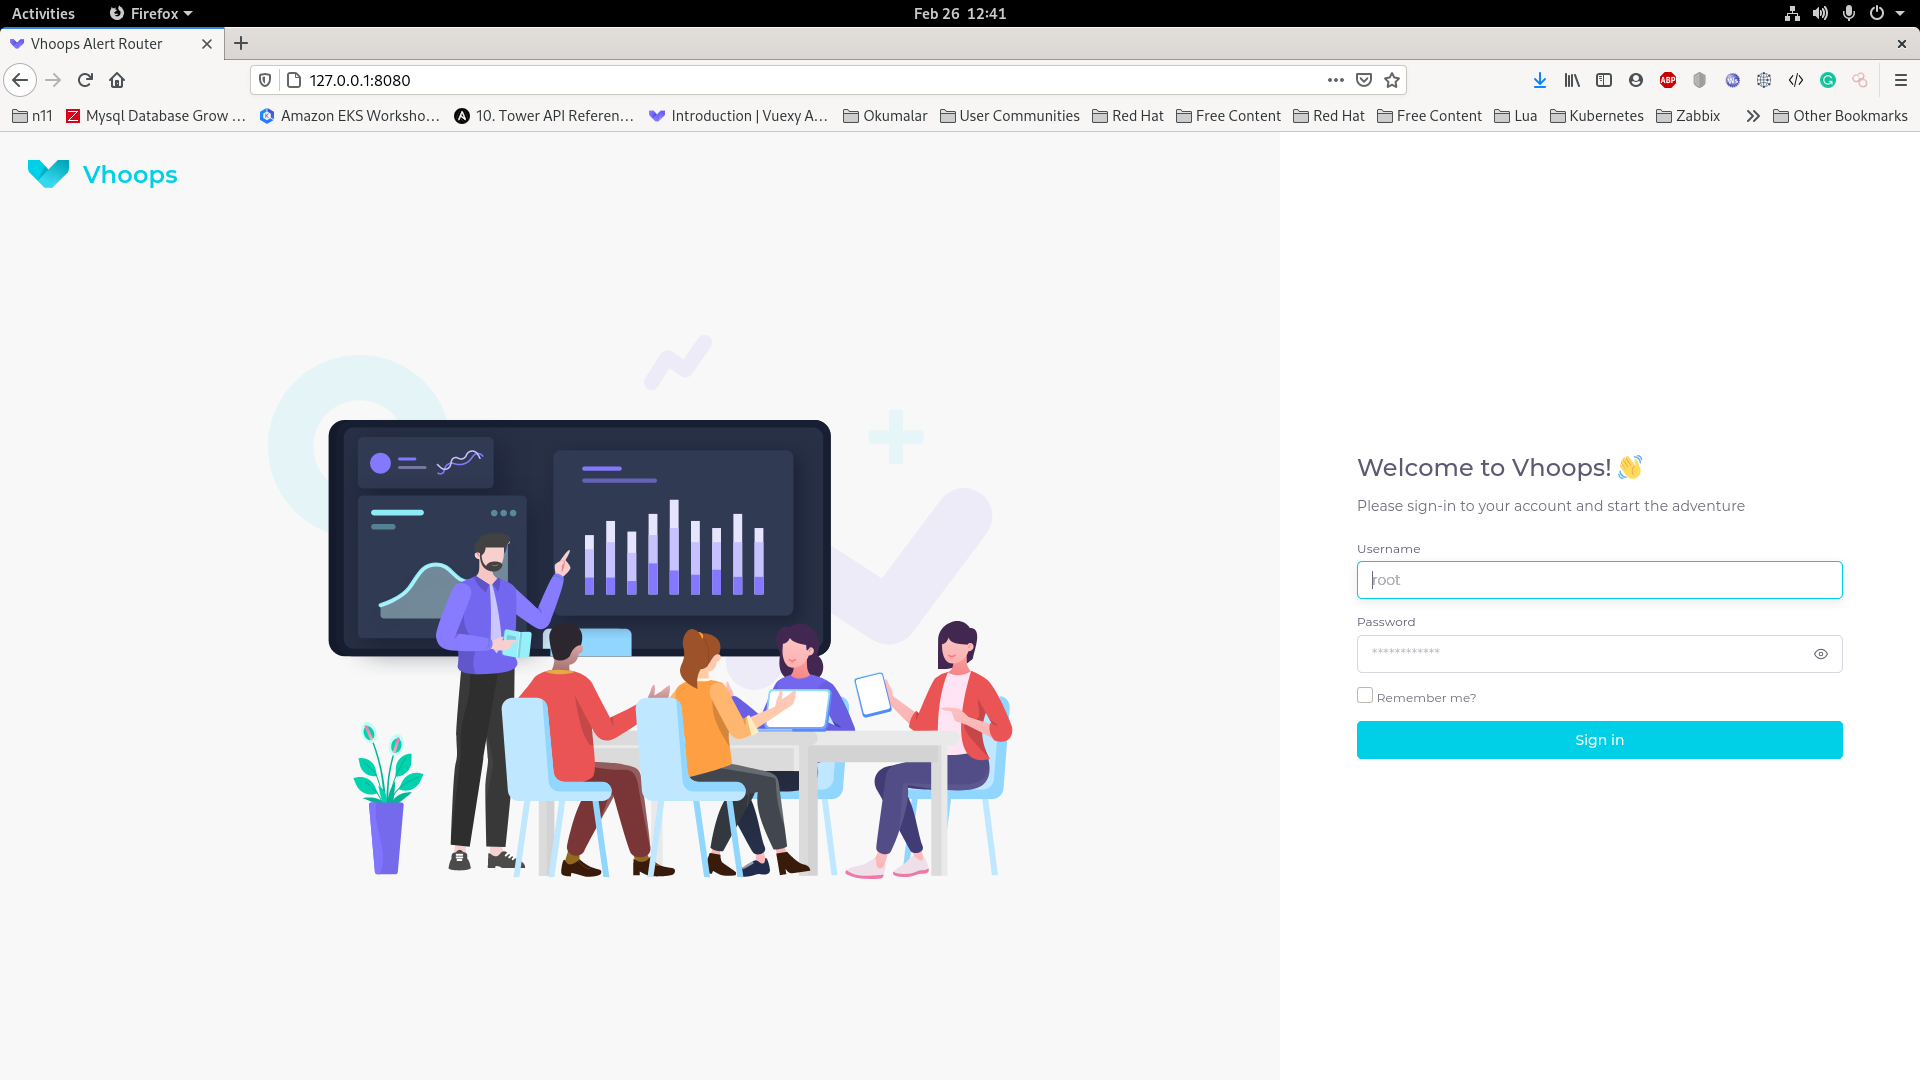 Activities Firefox Feb 26 12:41
Vhoops Alert Router
127.0.0.1:8080
n11 Mysql Database Grow ... Amazon EKS Worksho... 10. Tower API Referen... Introduction | Vuexy A... Okumalar User Communities Red Hat Free Content Red Hat Free Content Lua Kubernetes Zabbix Other Bookmarks
Vhoops
Welcome to Vhoops! 👋
Please sign-in to your account and start the adventure
Username
root
Password
************
Remember me?
Sign in